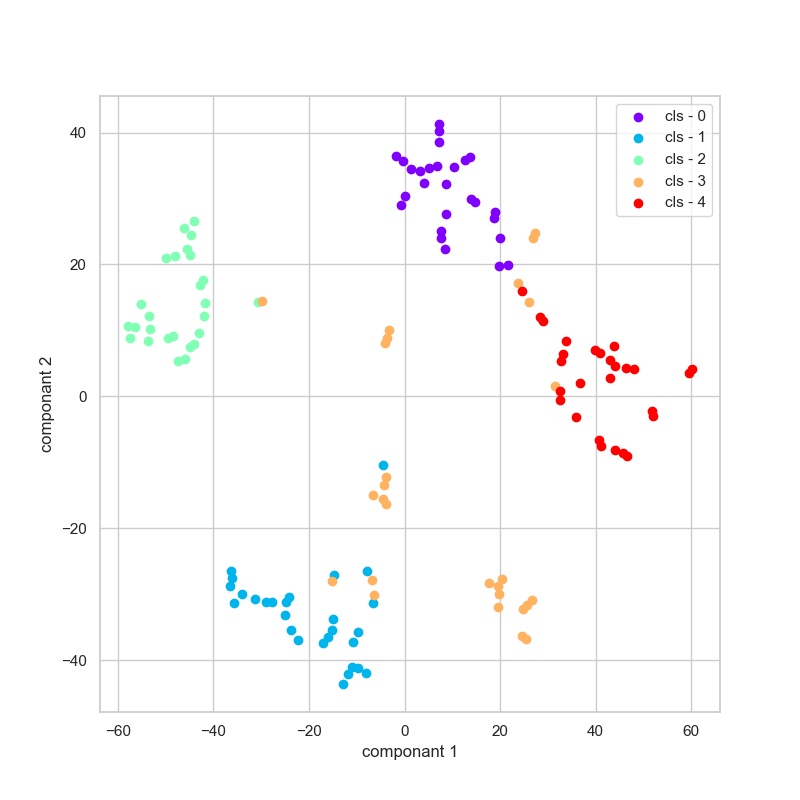 cls - 0
cls - 1
cls - 2
cls - 3
cls - 4
40
20
0
−20
−40
componant 2
−60 −40 −20 0 20 40 60
componant 1